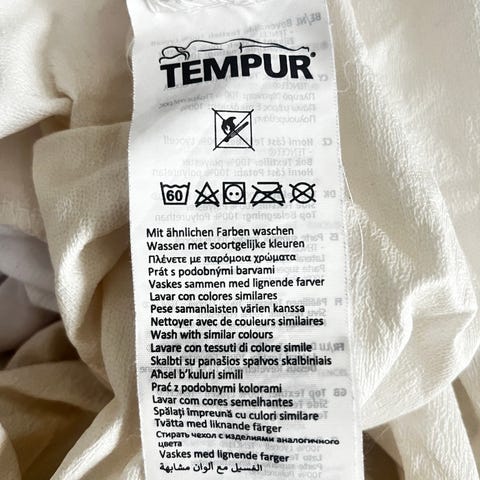 TEMPUR®
60
Mit ähnlichen Farben waschen
Wassen met soortgelijke kleuren
Πλένετε με παρόμοια χρώματα
Prát s podobnými barvami
Vaskes sammen med lignende farver
Lavar con colores similares
Pese samanlaisten värien kanssa
Nettoyer avec de couleurs similaires
Wash with similar colours
Lavare con tessuti di colore simile
Skalbti su panašios spalvos skalbiniais
Aħsel b'kuluri simili
Prać z podobnymi kolorami
Lavar com cores semelhantes
Spălați împreună cu culori similare
Tvätta med liknande färger
Стирать чехол с изделиями аналогичного
цвета
Vaskes med lignende farger
الغسيل مع ألوان مشابهة